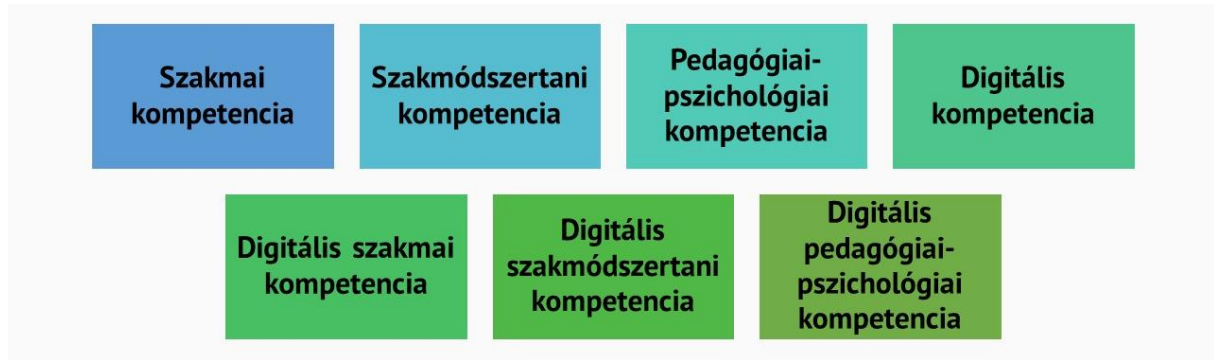 Szakmai
kompetencia
Szakmódszertani
kompetencia
Pedagógiai-
pszichológiai
kompetencia
Digitális
kompetencia
Digitális szakmai
kompetencia
Digitális
szakmódszertani
kompetencia
Digitális
pedagógiai-
pszichológiai
kompetencia